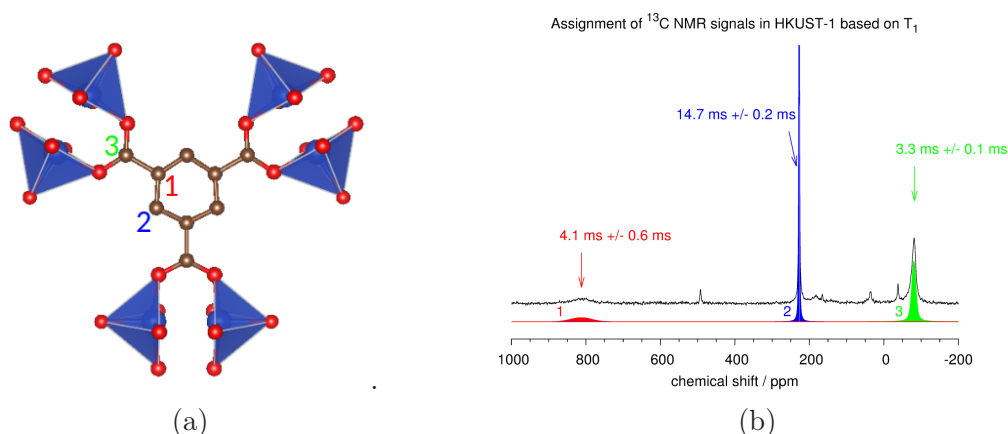 3
1
2
.
(a)
Assignment of ¹³C NMR signals in HKUST-1 based on T₁
14.7 ms +/- 0.2 ms
3.3 ms +/- 0.1 ms
4.1 ms +/- 0.6 ms
1
2
3
1000 800 600 400 200 0 -200
chemical shift / ppm
(b)